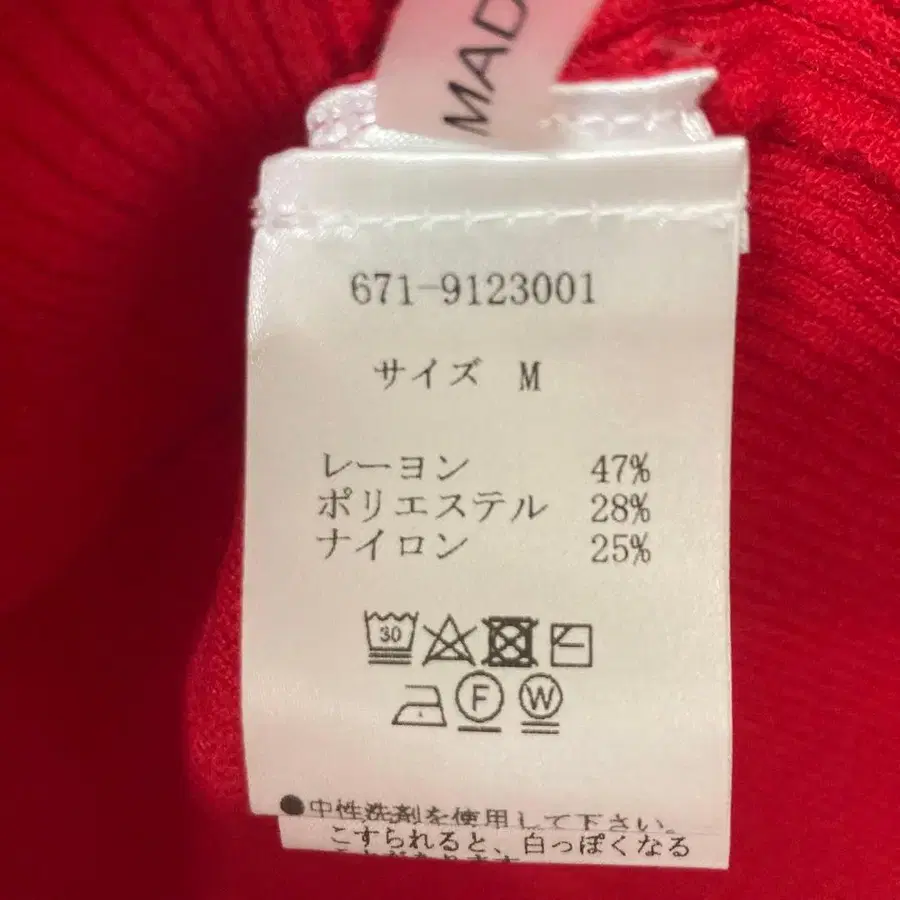 MAD
671-9123001
サイズ M
レーヨン 47%
ポリエステル 28%
ナイロン 25%
30
F W
●中性洗剤を使用して下さい。
こすられると、白っぽくなる